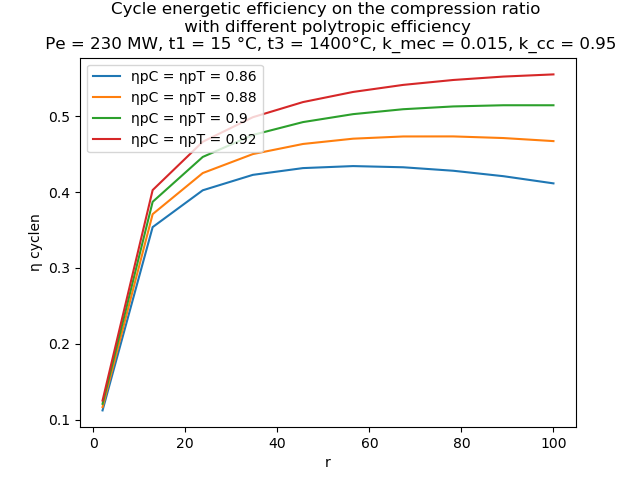 Cycle energetic efficiency on the compression ratio
with different polytropic efficiency
Pe = 230 MW, t1 = 15 °C, t3 = 1400°C, k_mec = 0.015, k_cc = 0.95
ηpC = ηpT = 0.86
ηpC = ηpT = 0.88
ηpC = ηpT = 0.9
ηpC = ηpT = 0.92
η cyclen
0.5
0.4
0.3
0.2
0.1
0 20 40 60 80 100
r